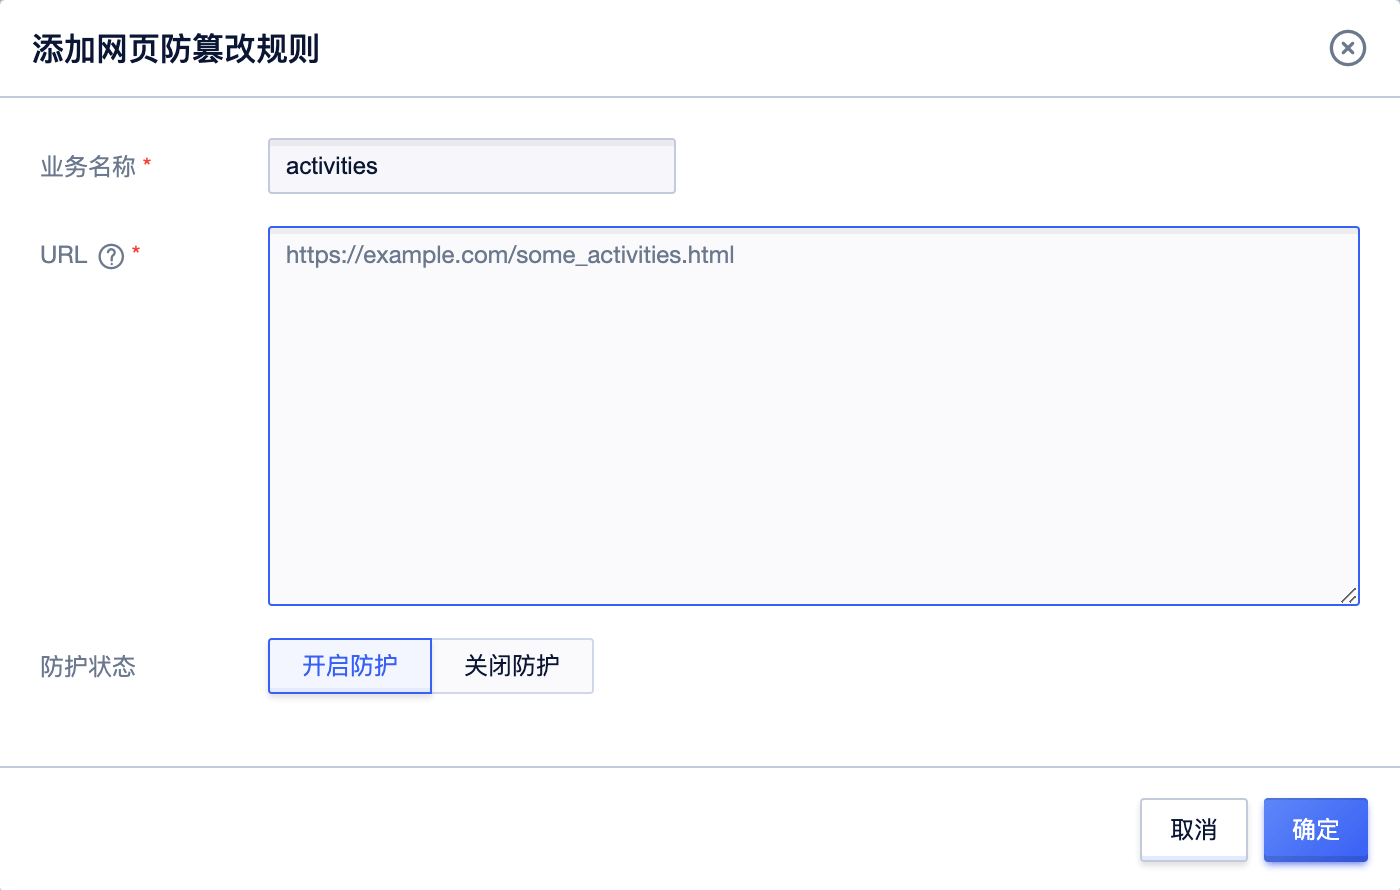 添加网页防篡改规则
业务名称 *
activities
URL ? *
https://example.com/some_activities.html
防护状态
开启防护
关闭防护
取消
确定